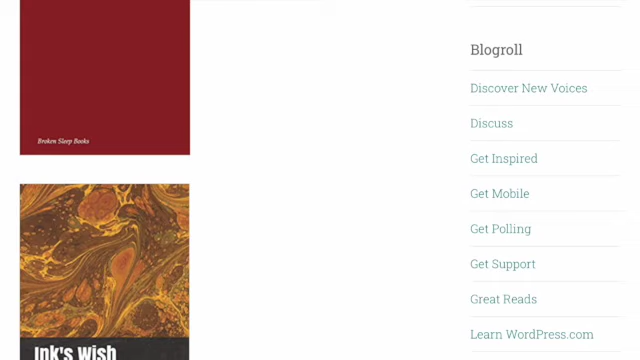 Broken Sleep Books
Ink's Wish
Blogroll
Discover New Voices
Discuss
Get Inspired
Get Mobile
Get Polling
Get Support
Great Reads
Learn WordPress.com